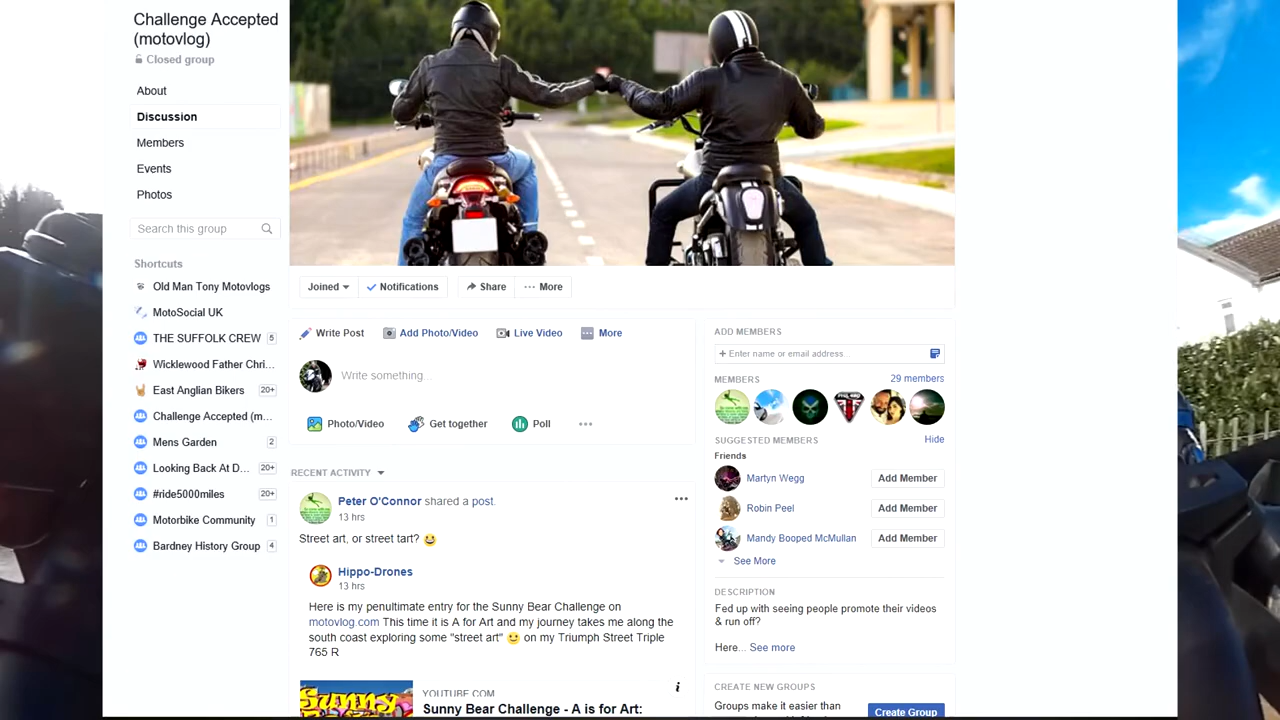 Challenge Accepted
(motovlog)
Closed group
About
Discussion
Members
Events
Photos
Search this group
Shortcuts
Old Man Tony Motovlogs
MotoSocial UK
THE SUFFOLK CREW 5
Wicklewood Father Chri...
East Anglian Bikers 20+
Challenge Accepted (m...
Mens Garden 2
Looking Back At D... 20+
#ride5000miles 20+
Motorbike Community 1
Bardney History Group 4
Joined Notifications Share More
Write Post Add Photo/Video Live Video More
Write something...
Photo/Video Get together Poll
RECENT ACTIVITY
Peter O'Connor shared a post.
13 hrs
Street art, or street tart?
Hippo-Drones
13 hrs
Here is my penultimate entry for the Sunny Bear Challenge on
motovlog.com This time it is A for Art and my journey takes me along the
south coast exploring some "street art" on my Triumph Street Triple
765 R
Sunny
YOUTUBE.COM
Sunny Bear Challenge - A is for Art:
ADD MEMBERS
+ Enter name or email address...
MEMBERS 29 members
SUGGESTED MEMBERS Hide
Friends
Martyn Wegg Add Member
Robin Peel Add Member
Mandy Booped McMullan Add Member
See More
DESCRIPTION
Fed up with seeing people promote their videos
& run off?
Here... See more
CREATE NEW GROUPS
Groups make it easier than
Create Group